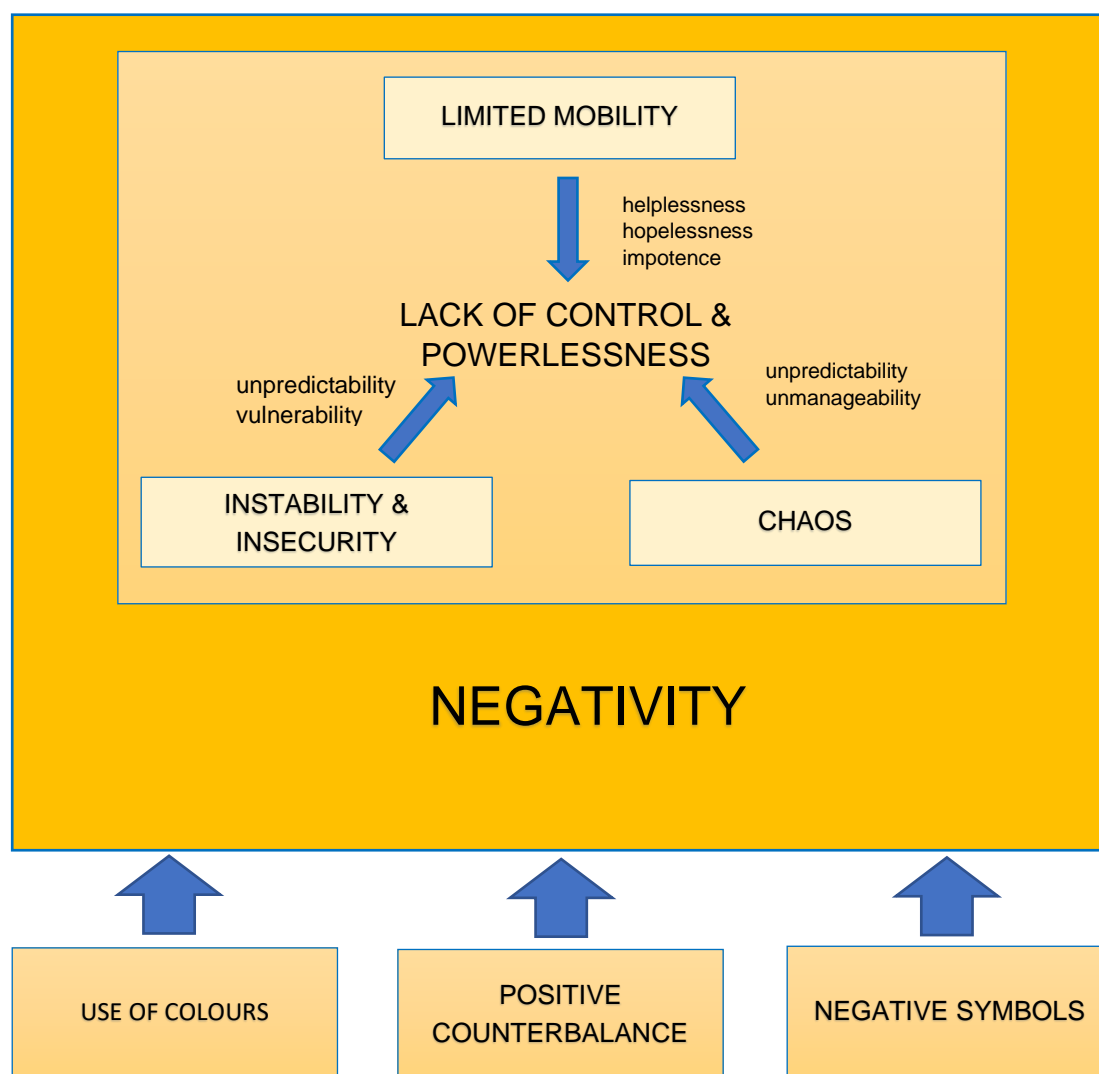 LIMITED MOBILITY
helplessness
hopelessness
impotence
LACK OF CONTROL &
POWERLESSNESS
unpredictability
vulnerability
unpredictability
unmanageability
INSTABILITY &
INSECURITY
CHAOS
NEGATIVITY
USE OF COLOURS
POSITIVE
COUNTERBALANCE
NEGATIVE SYMBOLS